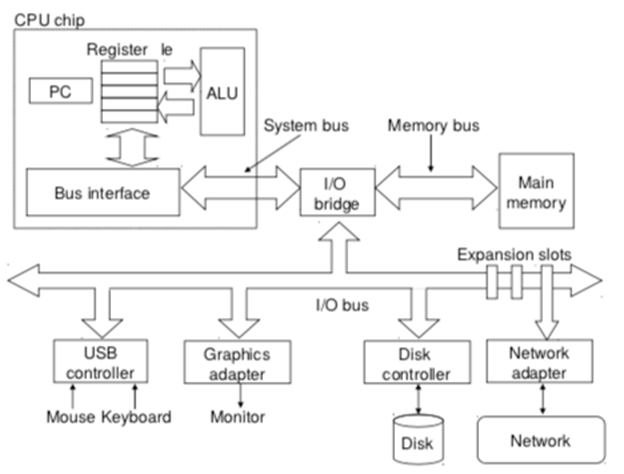 CPU chip
Register le
PC
ALU
System bus
Memory bus
Bus interface
I/O
bridge
Main
memory
Expansion slots
I/O bus
USB
controller
Graphics
adapter
Disk
controller
Network
adapter
Mouse Keyboard
Monitor
Disk
Network